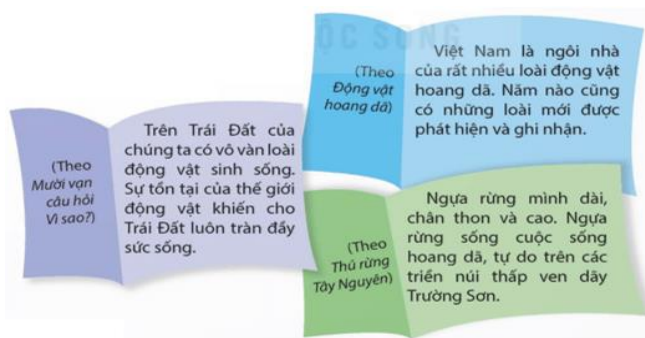 ỘC SỐNG
(Theo
Động vật
hoang dã)
Việt Nam là ngôi nhà
của rất nhiều loài động vật
hoang dã. Năm nào cũng
có những loài mới được
phát hiện và ghi nhận.
(Theo
Mười vạn
câu hỏi
Vì sao?)
Trên Trái Đất của
chúng ta có vô vàn loài
động vật sinh sống.
Sự tồn tại của thế giới
động vật khiến cho
Trái Đất luôn tràn đầy
sức sống.
(Theo
Thú rừng
Tây Nguyên)
Ngựa rừng mình dài,
chân thon và cao. Ngựa
rừng sống cuộc sống
hoang dã, tự do trên các
triền núi thấp ven dãy
Trường Sơn.